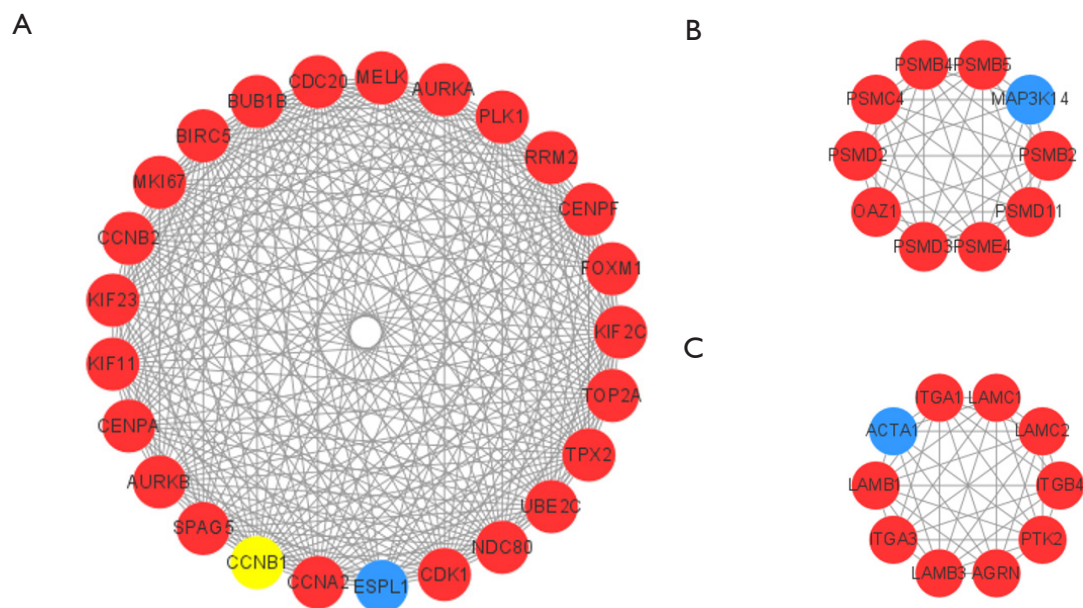 A
MELK
AURKA
PLK1
RRM2
CENPF
FOXM1
KIF2C
TOP2A
TPX2
UBE2C
NDC80
CDK1
ESPL1
CCNA2
CCNB1
SPAG5
AURKB
CENPA
KIF11
KIF23
CCNB2
MKI67
BIRC5
BUB1B
CDC20
B
PSMB4
PSMB5
MAP3K14
PSMB2
PSMD11
PSME4
PSMD3
OAZ1
PSMD2
PSMC4
C
ITGA1
LAMC1
LAMC2
ITGB4
PTK2
AGRN
LAMB3
ITGA3
LAMB1
ACTA1